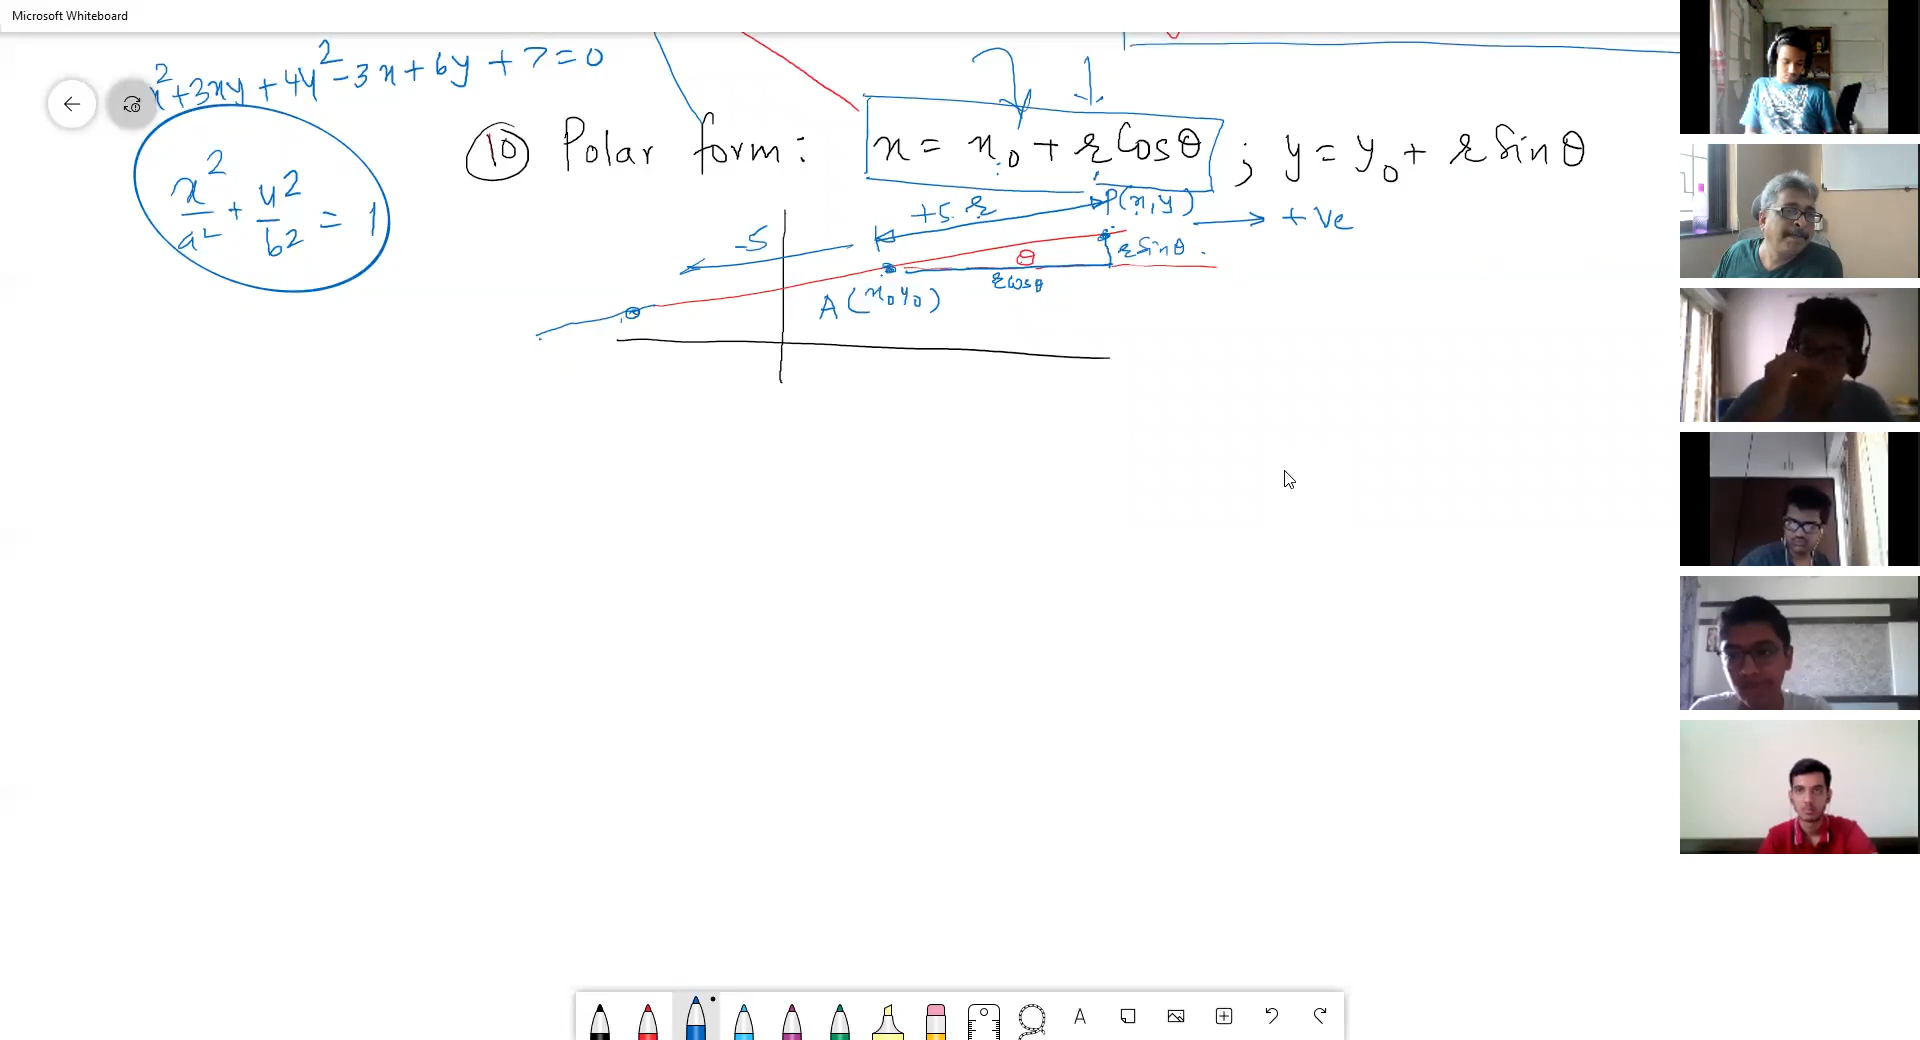 Microsoft Whiteboard
x²+3xy+4y²-3x+6y+7=0
x²/a² + y²/b² = 1
10 Polar form: x = x₀ + r Cosθ ; y = y₀ + r Sinθ
+5 r P(x,y) → +ve
-5
θ r Sinθ
r Cosθ
A (x₀ y₀)
A